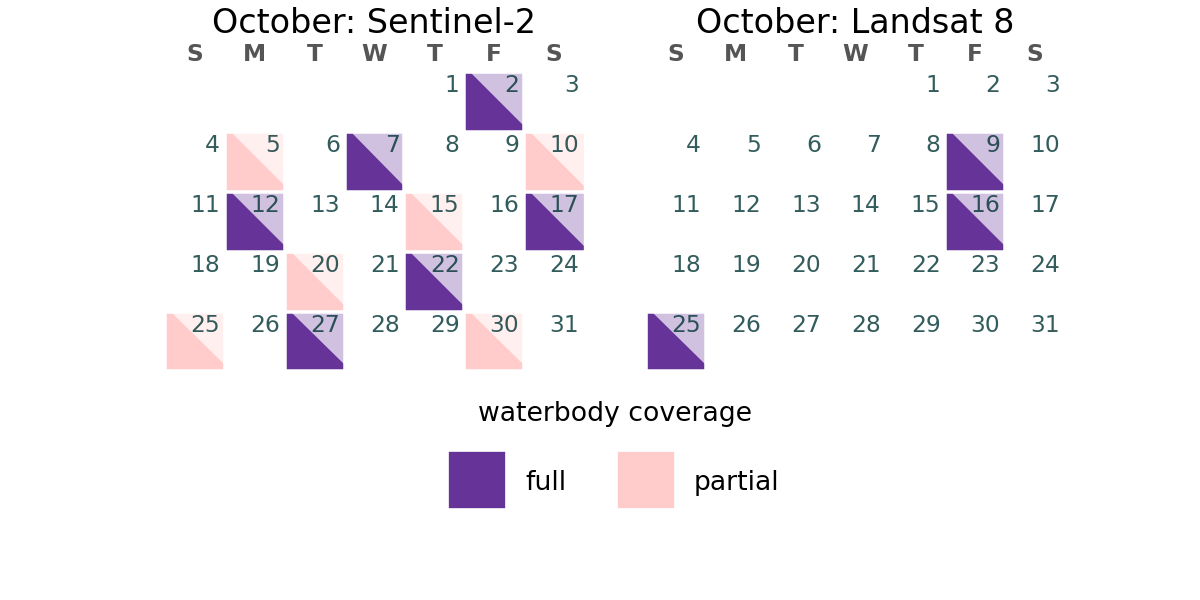 October: Sentinel-2
S M T W T F S
1 2 3
4 5 6 7 8 9 10
11 12 13 14 15 16 17
18 19 20 21 22 23 24
25 26 27 28 29 30 31
October: Landsat 8
S M T W T F S
1 2 3
4 5 6 7 8 9 10
11 12 13 14 15 16 17
18 19 20 21 22 23 24
25 26 27 28 29 30 31
waterbody coverage
full partial